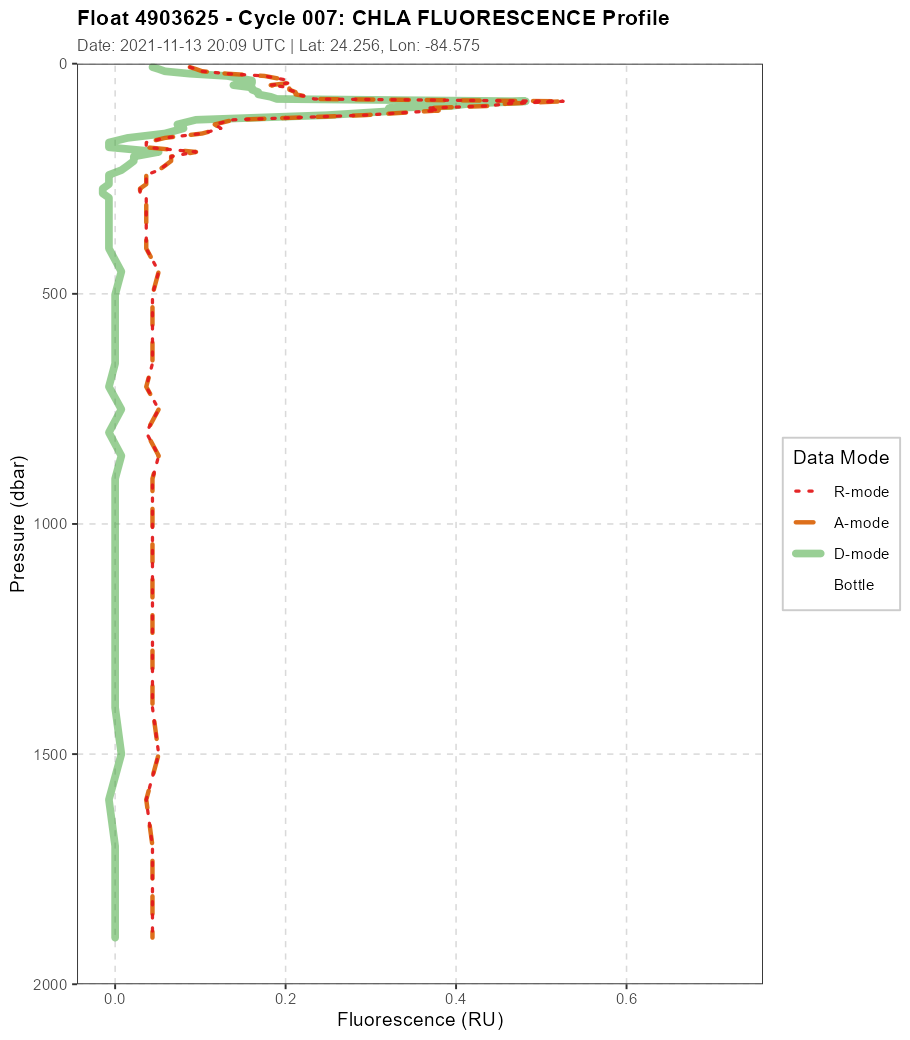 Float 4903625 - Cycle 007: CHLA FLUORESCENCE Profile
Date: 2021-11-13 20:09 UTC | Lat: 24.256, Lon: -84.575
0
500
1000
1500
2000
Pressure (dbar)
0.0 0.2 0.4 0.6
Fluorescence (RU)
Data Mode
R-mode
A-mode
D-mode
Bottle